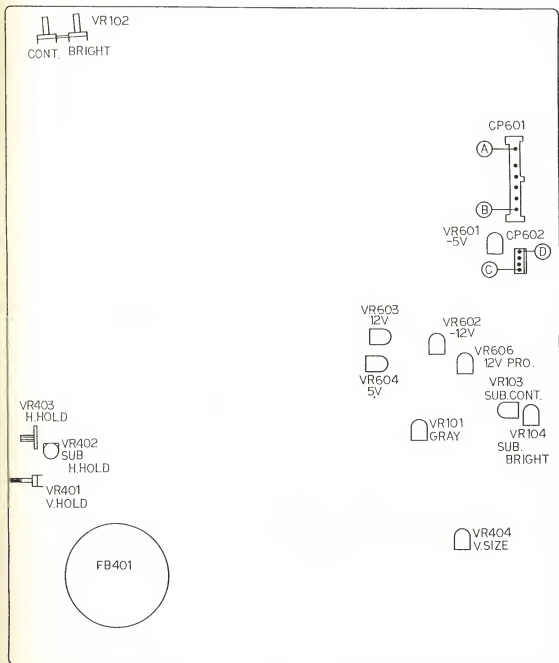 VR102
CONT. BRIGHT
CP601
A
B
VR601
-5V
CP602
D
C
VR603
12V
VR602
-12V
VR604
5V
VR606
12V PRO.
VR103
SUB.CONT.
VR101
GRAY
VR104
SUB.
BRIGHT
VR403
H.HOLD
VR402
SUB
H.HOLD
VR401
V.HOLD
VR404
V.SIZE
FB401